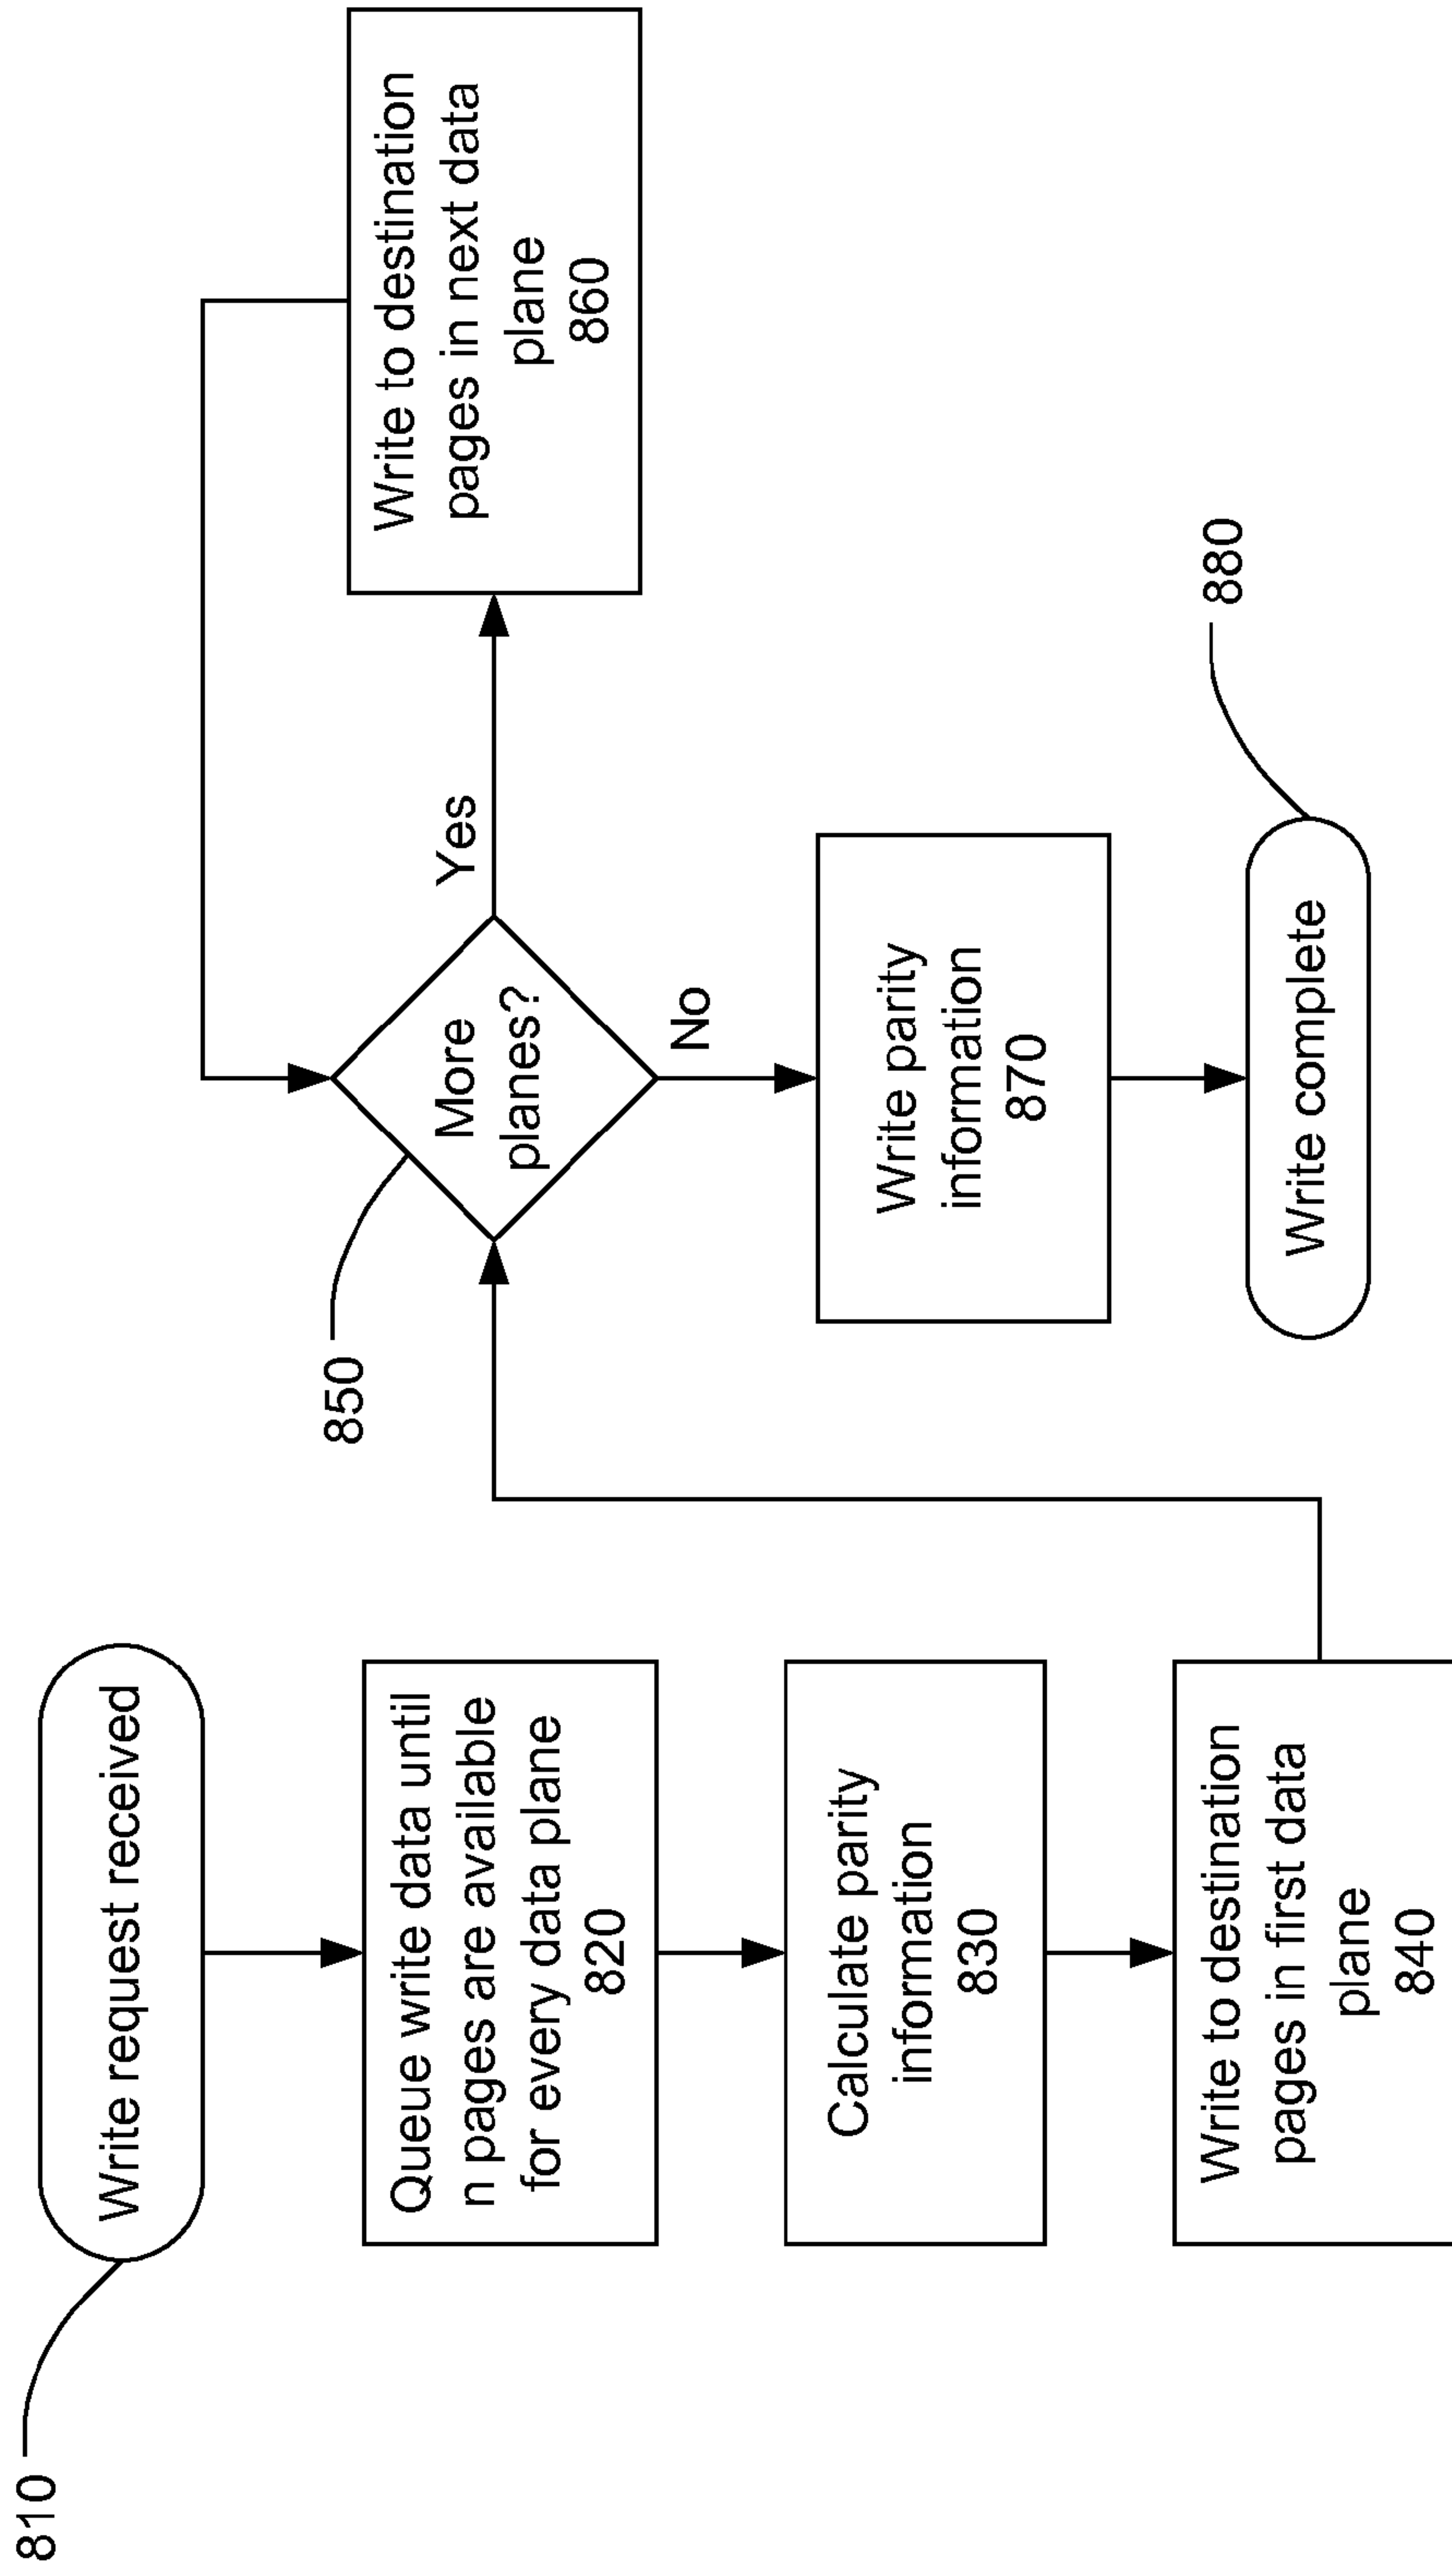 810
Write request received
Queue write data until
n pages are available
for every data plane
820
Calculate parity
information
830
Write to destination
pages in first data
plane
840
850
More
planes?
Yes
Write to destination
pages in next data
plane
860
No
Write parity
information
870
Write complete
880